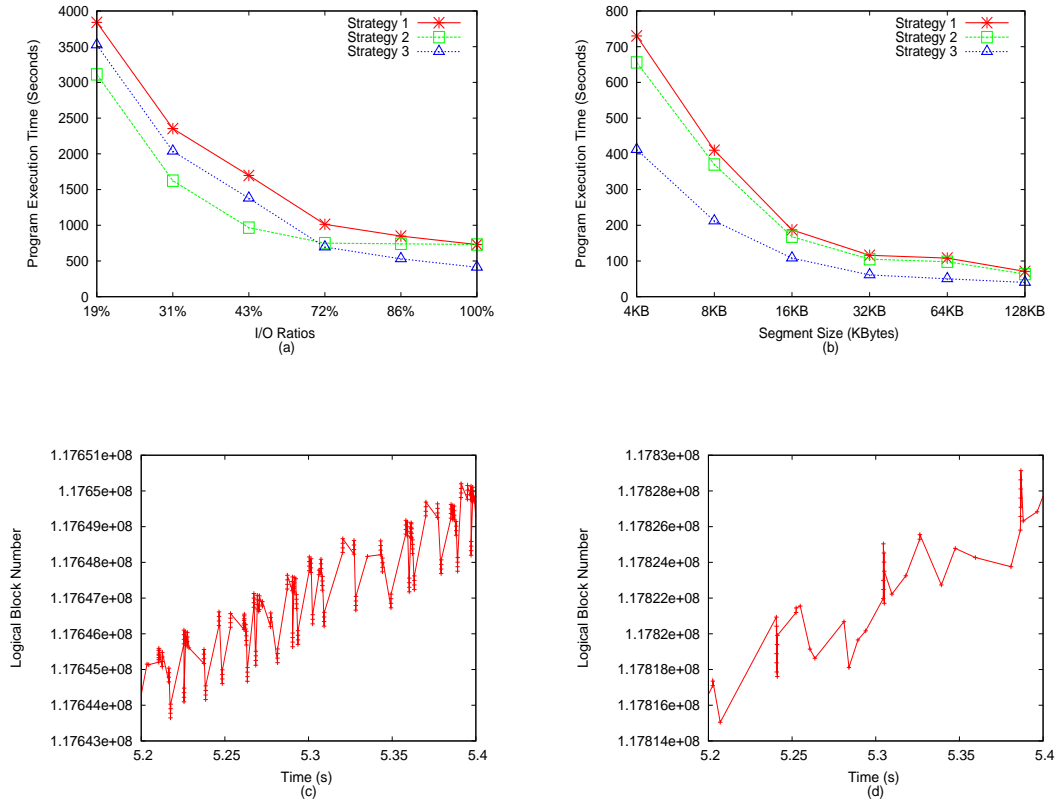 4000
3500
3000
2500
2000
1500
1000
500
0
Program Execution Time (Seconds)
Strategy 1
Strategy 2
Strategy 3
19%
31%
43%
72%
86%
100%
I/O Ratios
(a)
800
700
600
500
400
300
200
100
0
Program Execution Time (Seconds)
Strategy 1
Strategy 2
Strategy 3
4KB
8KB
16KB
32KB
64KB
128KB
Segment Size (KBytes)
(b)
1.17651e+08
1.1765e+08
1.17649e+08
1.17648e+08
1.17647e+08
1.17646e+08
1.17645e+08
1.17644e+08
1.17643e+08
Logical Block Number
5.2
5.25
5.3
5.35
5.4
Time (s)
(c)
1.1783e+08
1.17828e+08
1.17826e+08
1.17824e+08
1.17822e+08
1.1782e+08
1.17818e+08
1.17816e+08
1.17814e+08
Logical Block Number
5.2
5.25
5.3
5.35
5.4
Time (s)
(d)